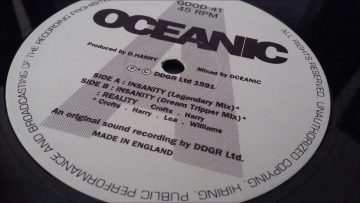 GOOD 4T
45 RPM
OCEANIC
Produced by D.HARRY Mixed by OCEANIC
Ⓟ © DDGR Ltd 1991
SIDE A : INSANITY (Legendary Mix)*
SIDE B : INSANITY (Dream Tripper Mix)*
: REALITY Crofts . Harry
Crofts . Harry . Lea . Williams
An original sound recording by DDGR Ltd.
MADE IN ENGLAND
OF THE RECORDING PROHIBITED
ALL RIGHTS RESERVED. UNAUTHORIZED COPYING, HIRING, PUBLIC PERFORMANCE AND BROADCASTING
A